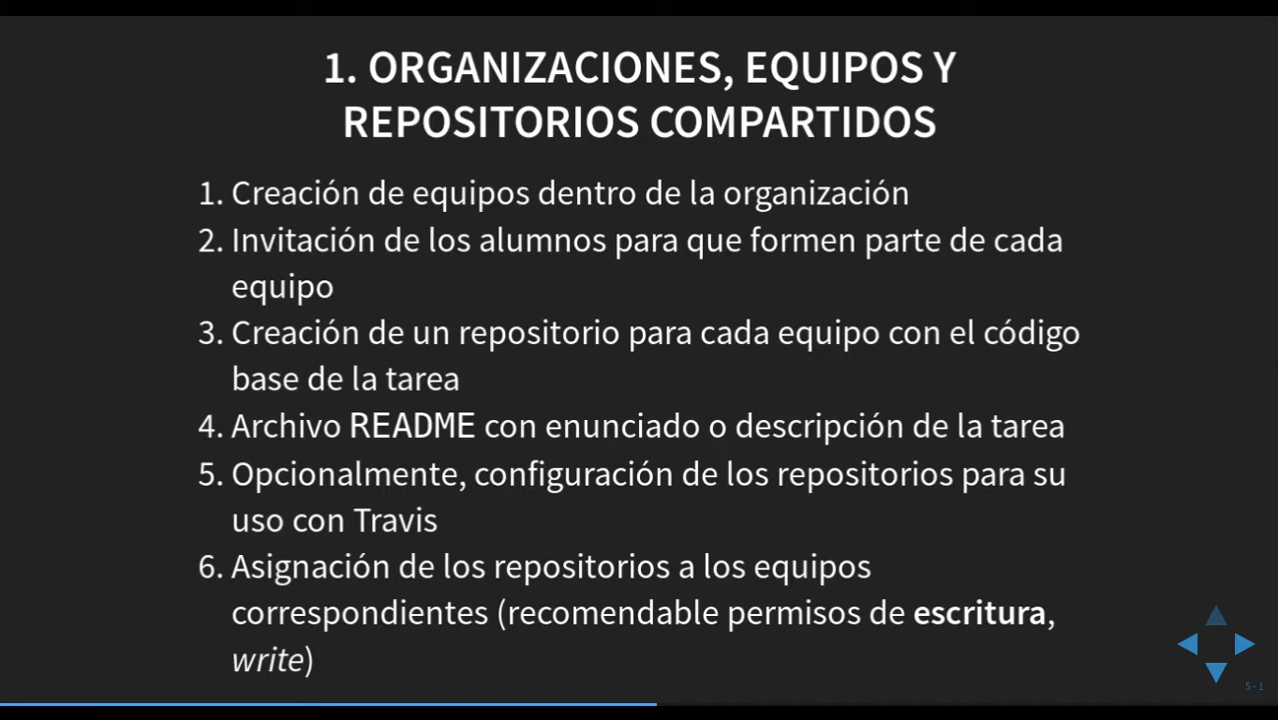 1. ORGANIZACIONES, EQUIPOS Y
REPOSITORIOS COMPARTIDOS
1. Creación de equipos dentro de la organización
2. Invitación de los alumnos para que formen parte de cada
equipo
3. Creación de un repositorio para cada equipo con el código
base de la tarea
4. Archivo README con enunciado o descripción de la tarea
5. Opcionalmente, configuración de los repositorios para su
uso con Travis
6. Asignación de los repositorios a los equipos
correspondientes (recomendable permisos de escritura,
write)
5-1